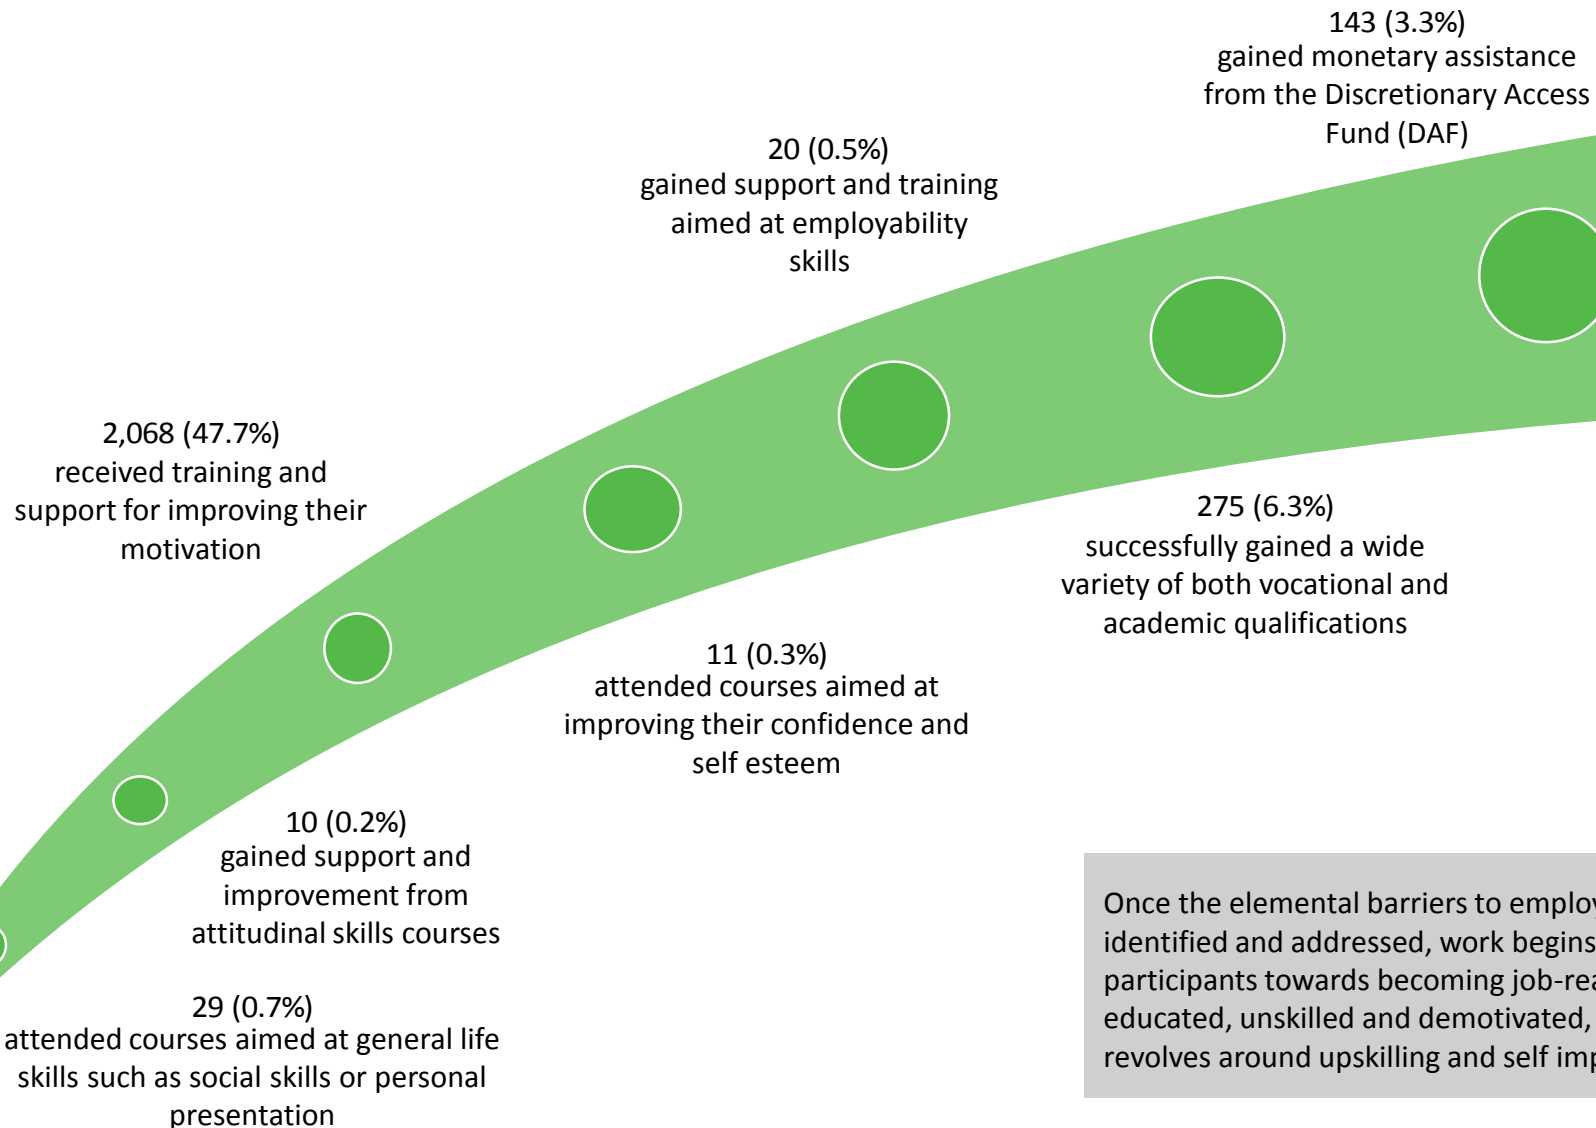 143 (3.3%)
gained monetary assistance
from the Discretionary Access
Fund (DAF)
20 (0.5%)
gained support and training
aimed at employability
skills
2,068 (47.7%)
received training and
support for improving their
motivation
275 (6.3%)
successfully gained a wide
variety of both vocational and
academic qualifications
11 (0.3%)
attended courses aimed at
improving their confidence and
self esteem
10 (0.2%)
gained support and
improvement from
attitudinal skills courses
29 (0.7%)
attended courses aimed at general life
skills such as social skills or personal
presentation
Once the elemental barriers to
identified and addressed, work begins
participants towards becoming
educated, unskilled and demotivated,
revolves around upskilling and self